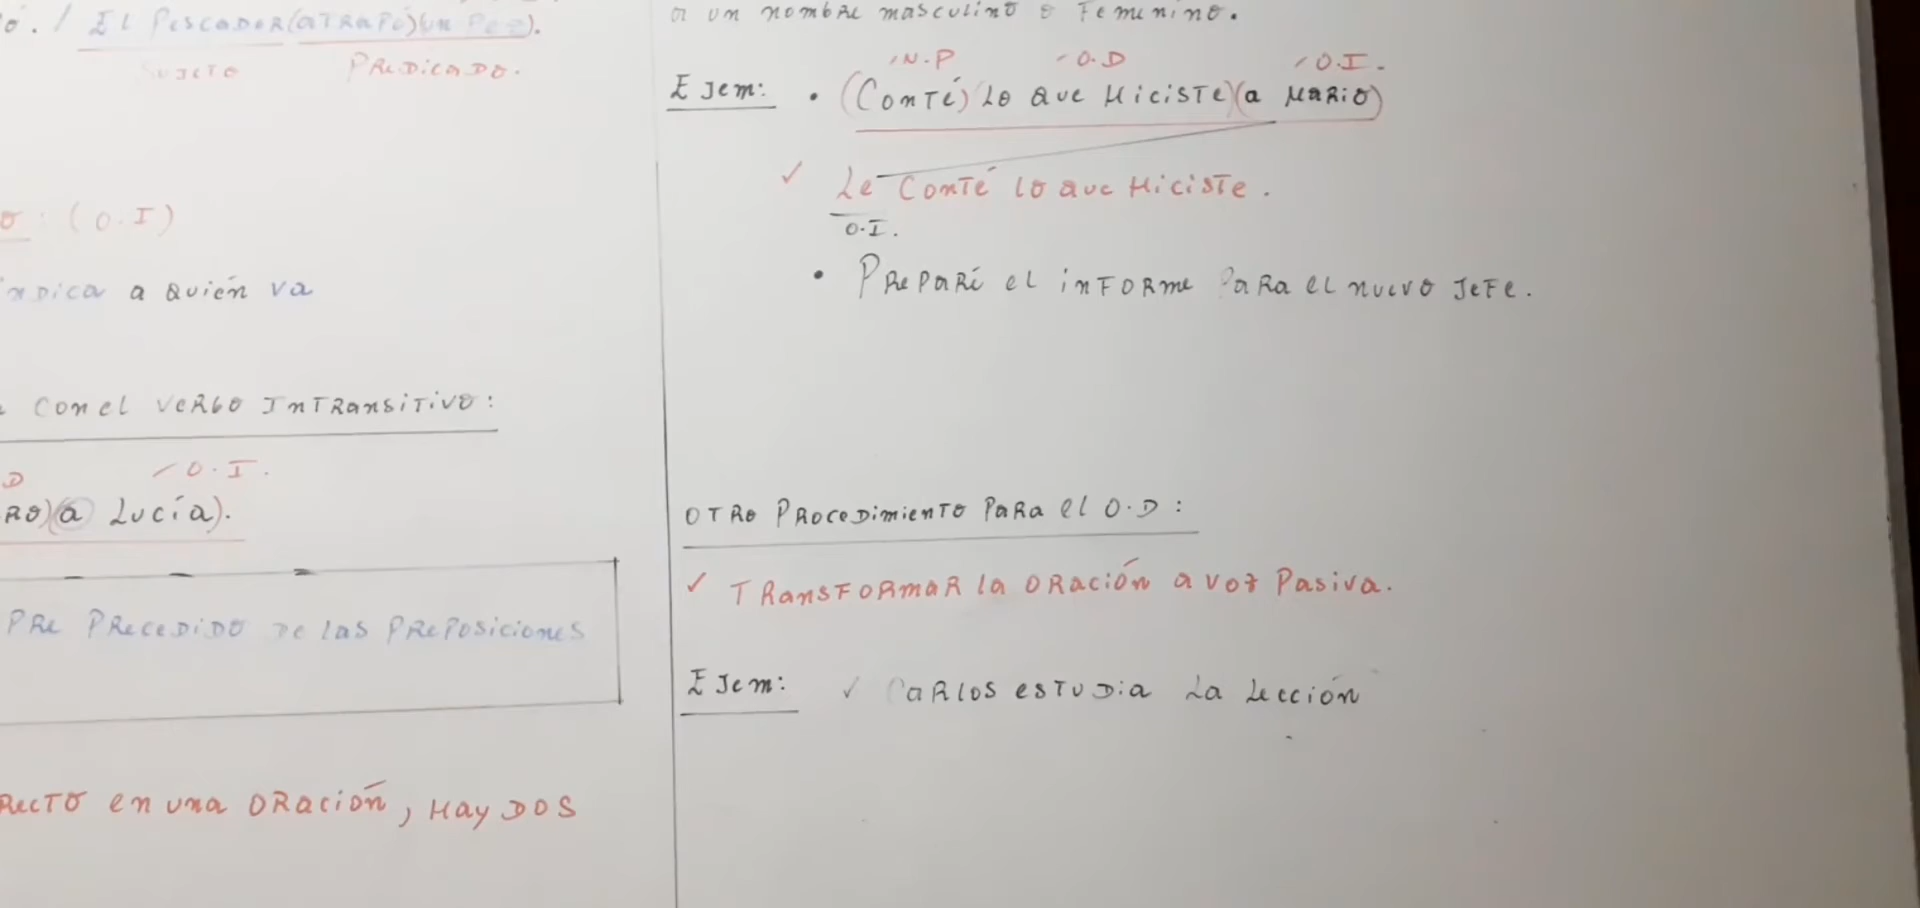 ó. / El Pescador (atrapó) (un Pez).
Sujeto Predicado.
o: (O.I)
indica a quién va
con el verbo Intransitivo:
D O.I.
RO) (a Lucía).
PRE Precedido de las Preposiciones
RECTO en una oración, Hay DOS
a un nombre masculino o Femenino.
N.P O.D O.I.
Ejem: • (Conté) (lo que Hiciste) (a Mario)
✓ Le Conté lo que Hiciste.
O.I.
• Preparé el informe Para el nuevo Jefe.
Otro Procedimiento Para el O.D:
✓ Transformar la oración a voz Pasiva.
Ejem: ✓ Carlos estudia la Lección